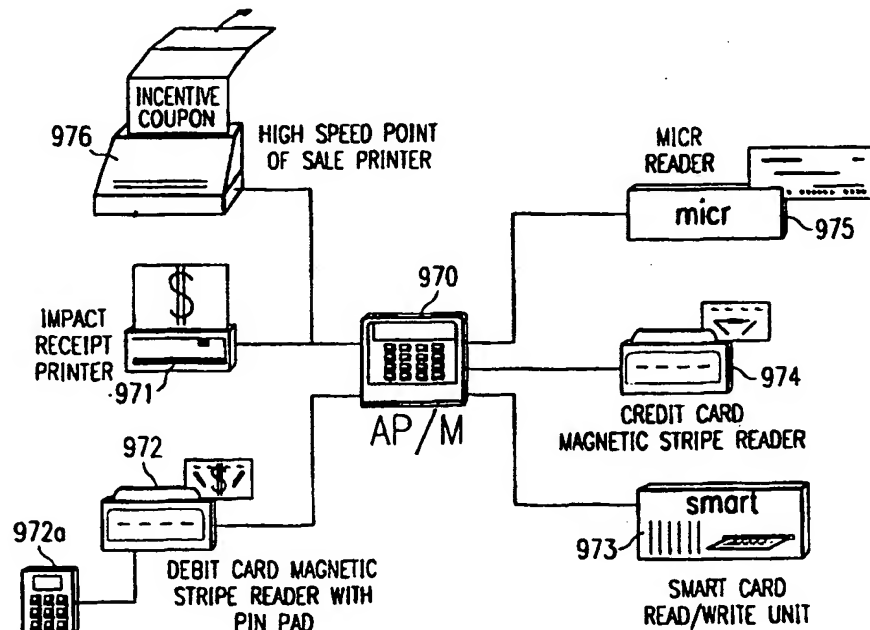 INCENTIVE
COUPON
976
HIGH SPEED POINT
OF SALE PRINTER
MICR
READER
micr
975
IMPACT
RECEIPT
PRINTER
$
971
970
AP/M
974
CREDIT CARD
MAGNETIC STRIPE READER
972
$
972a
DEBIT CARD MAGNETIC
STRIPE READER WITH
PIN PAD
smart
973
SMART CARD
READ/WRITE UNIT